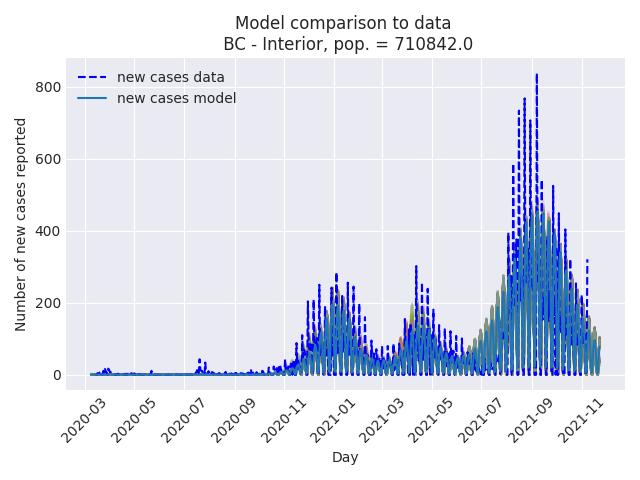 Model comparison to data
BC - Interior, pop. = 710842.0
new cases data
new cases model
Number of new cases reported
800
600
400
200
0
2020-03
2020-05
2020-07
2020-09
2020-11
2021-01
2021-03
2021-05
2021-07
2021-09
2021-11
Day